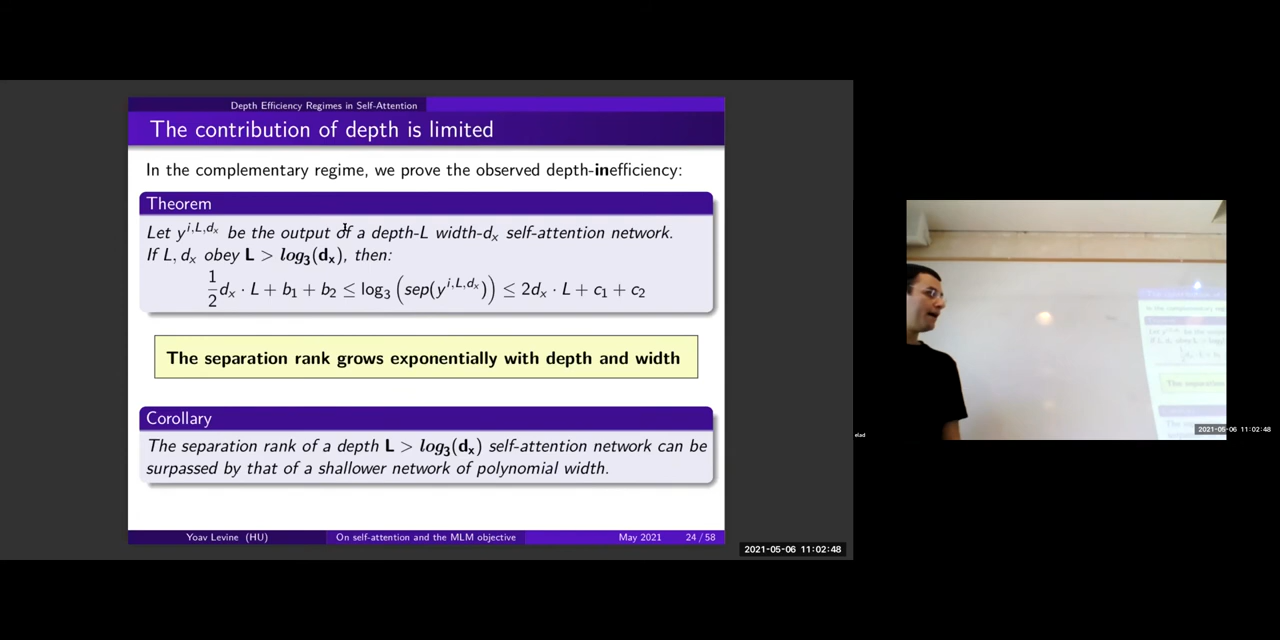 Depth Efficiency Regimes in Self-Attention
The contribution of depth is limited
In the complementary regime, we prove the observed depth-inefficiency:
Theorem
Let y^{i,L,d_x} be the output of a depth-L width-d_x self-attention network.
If L, d_x obey L > log_3(d_x), then:
\frac{1}{2}d_x · L + b_1 + b_2 ≤ log_3(sep(y^{i,L,d_x})) ≤ 2d_x · L + c_1 + c_2
The separation rank grows exponentially with depth and width
Corollary
The separation rank of a depth L > log_3(d_x) self-attention network can be
surpassed by that of a shallower network of polynomial width.
Yoav Levine (HU) On self-attention and the MLM objective May 2021 24 / 58
2021-05-06 11:02:48
elad
2021-05-06 11:02:48